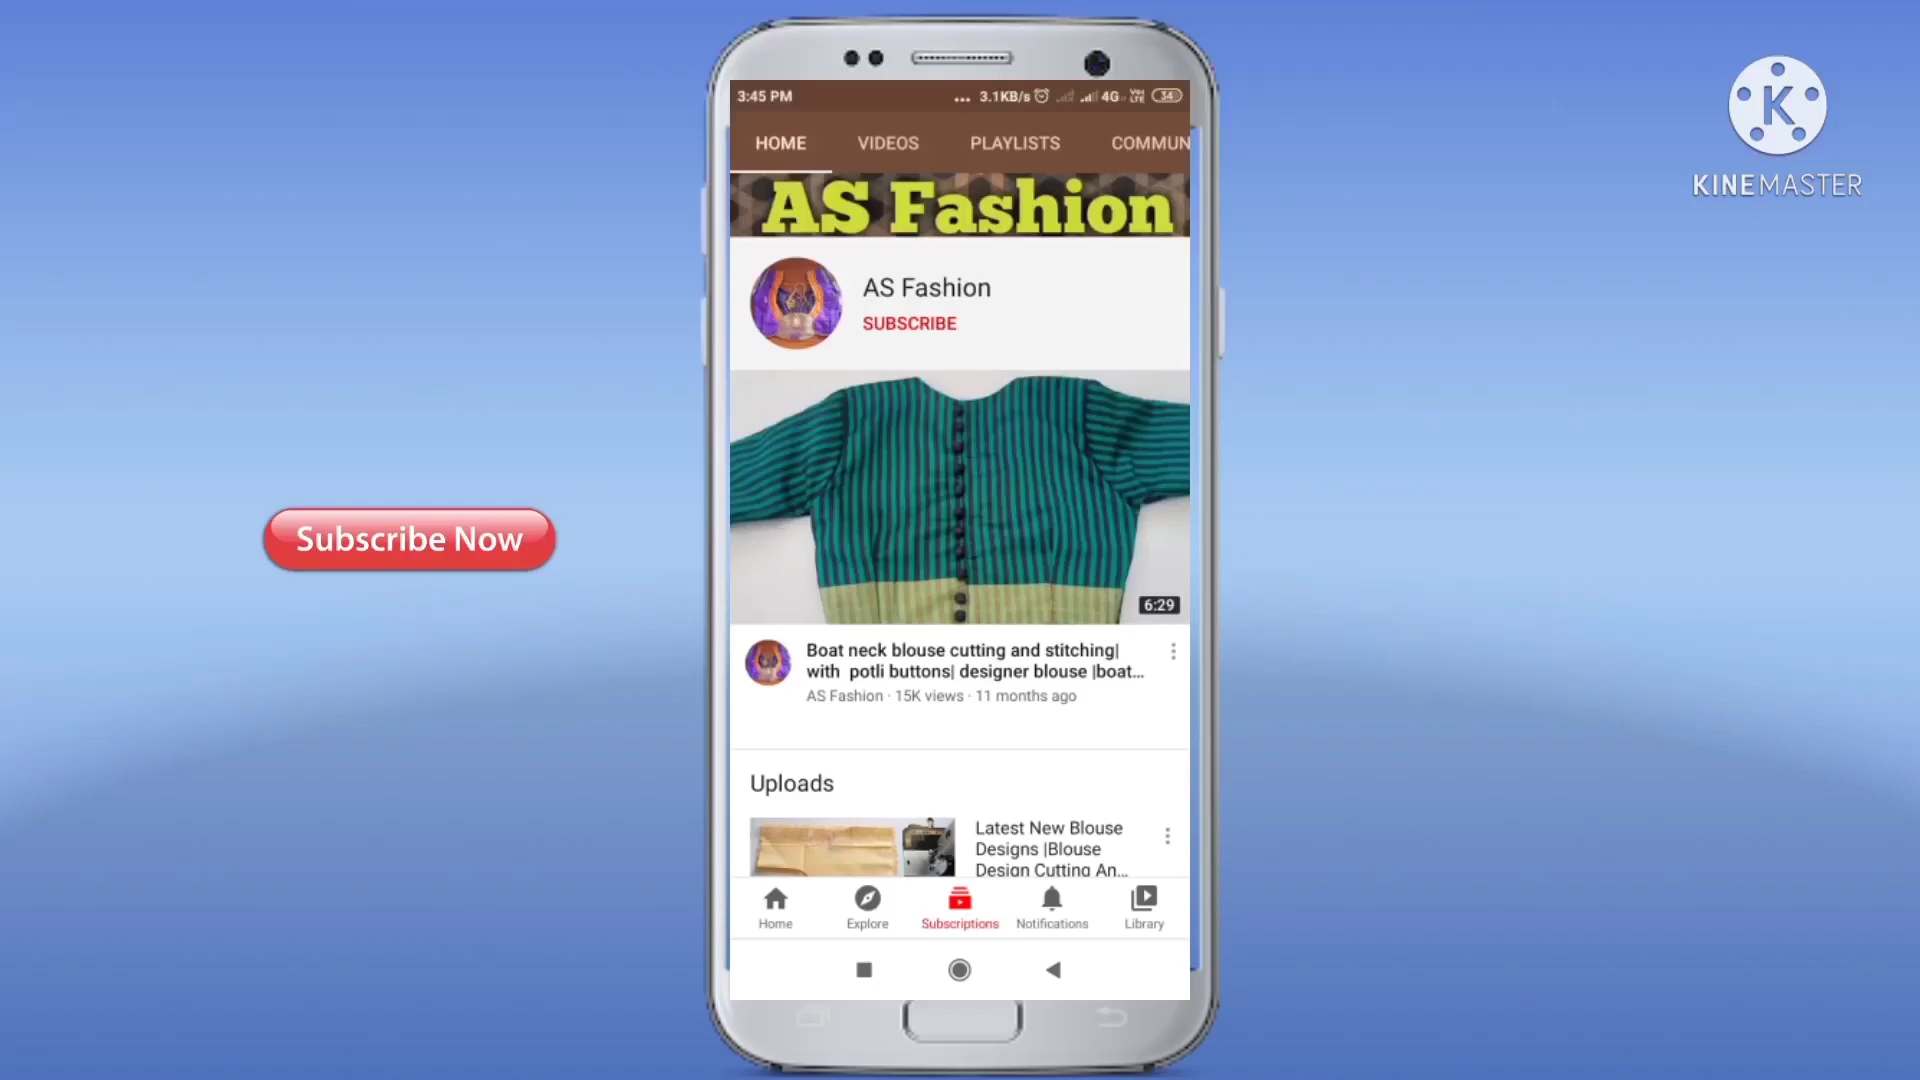 3:45 PM
... 3.1KB/s 4G VoLTE 34
HOME VIDEOS PLAYLISTS COMMUN
AS Fashion
AS Fashion
SUBSCRIBE
6:29
Boat neck blouse cutting and stitching|
with potli buttons| designer blouse |boat...
AS Fashion · 15K views · 11 months ago
Uploads
Latest New Blouse
Designs |Blouse
Design Cutting An...
Home Explore Subscriptions Notifications Library
Subscribe Now
K
KINEMASTER